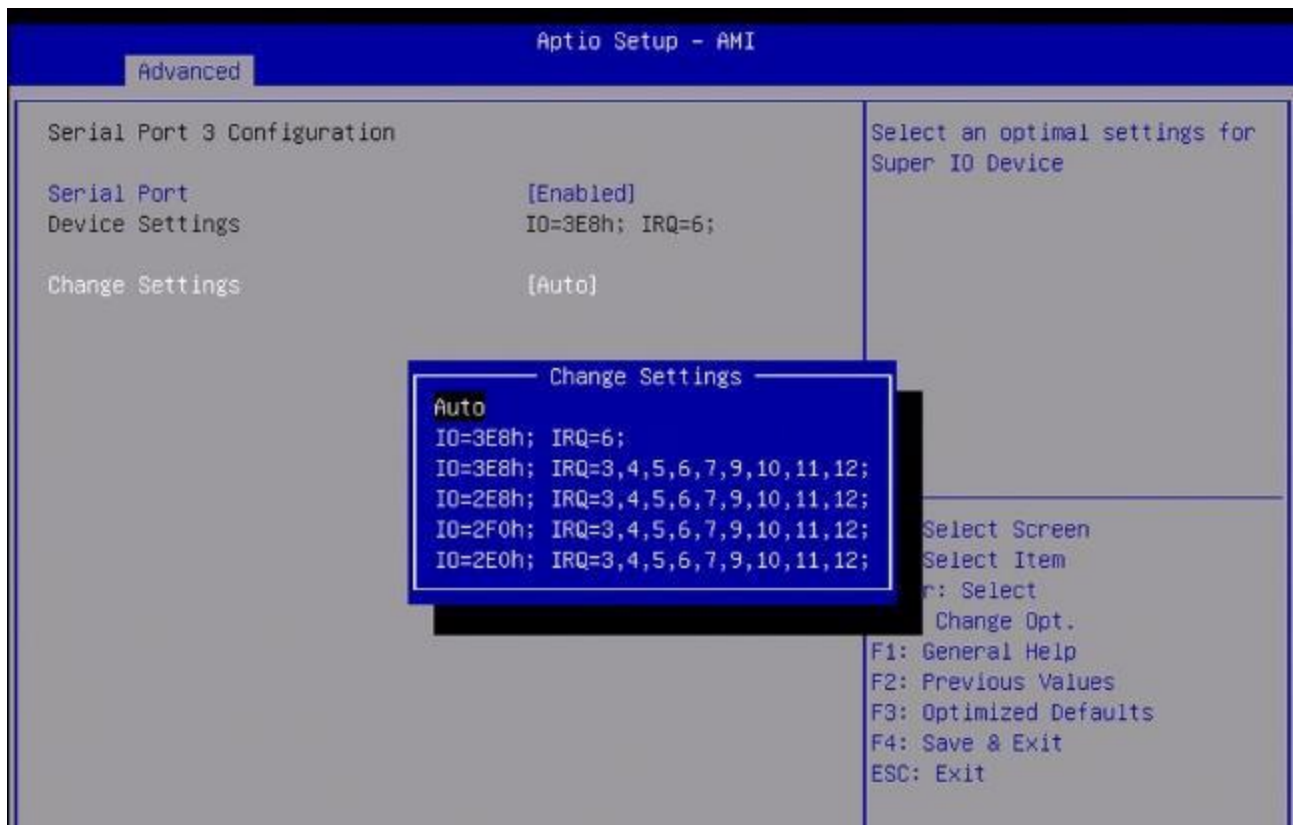 Aptio Setup – AMI
Advanced
Serial Port 3 Configuration
Serial Port [Enabled]
Device Settings IO=3E8h; IRQ=6;
Change Settings [Auto]
Select an optimal settings for
Super IO Device
Change Settings
Auto
IO=3E8h; IRQ=6;
IO=3E8h; IRQ=3,4,5,6,7,9,10,11,12;
IO=2E8h; IRQ=3,4,5,6,7,9,10,11,12;
IO=2F0h; IRQ=3,4,5,6,7,9,10,11,12;
IO=2E0h; IRQ=3,4,5,6,7,9,10,11,12;
Select Screen
Select Item
r: Select
Change Opt.
F1: General Help
F2: Previous Values
F3: Optimized Defaults
F4: Save & Exit
ESC: Exit